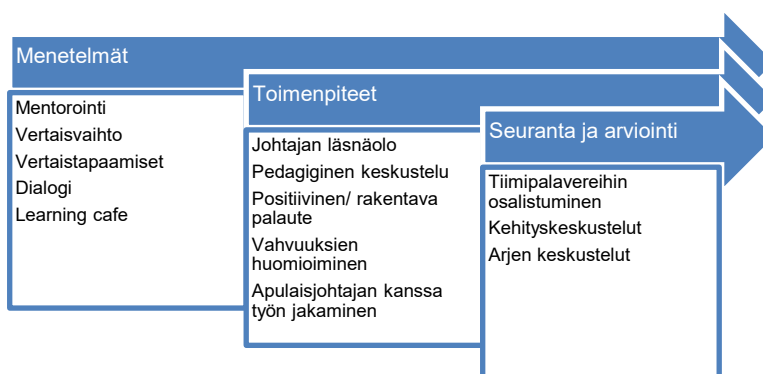 Menetelmät
Mentorointi
Vertaisvaihto
Vertaistapaamiset
Dialogi
Learning cafe
Toimenpiteet
Johtajan läsnäolo
Pedagiginen keskustelu
Positiivinen/ rakentava
palaute
Vahvuuksien
huomioiminen
Apulaisjohtajan kanssa
työn jakaminen
Seuranta ja arviointi
Tiimipalavereihin
osalistuminen
Kehityskeskustelut
Arjen keskustelut